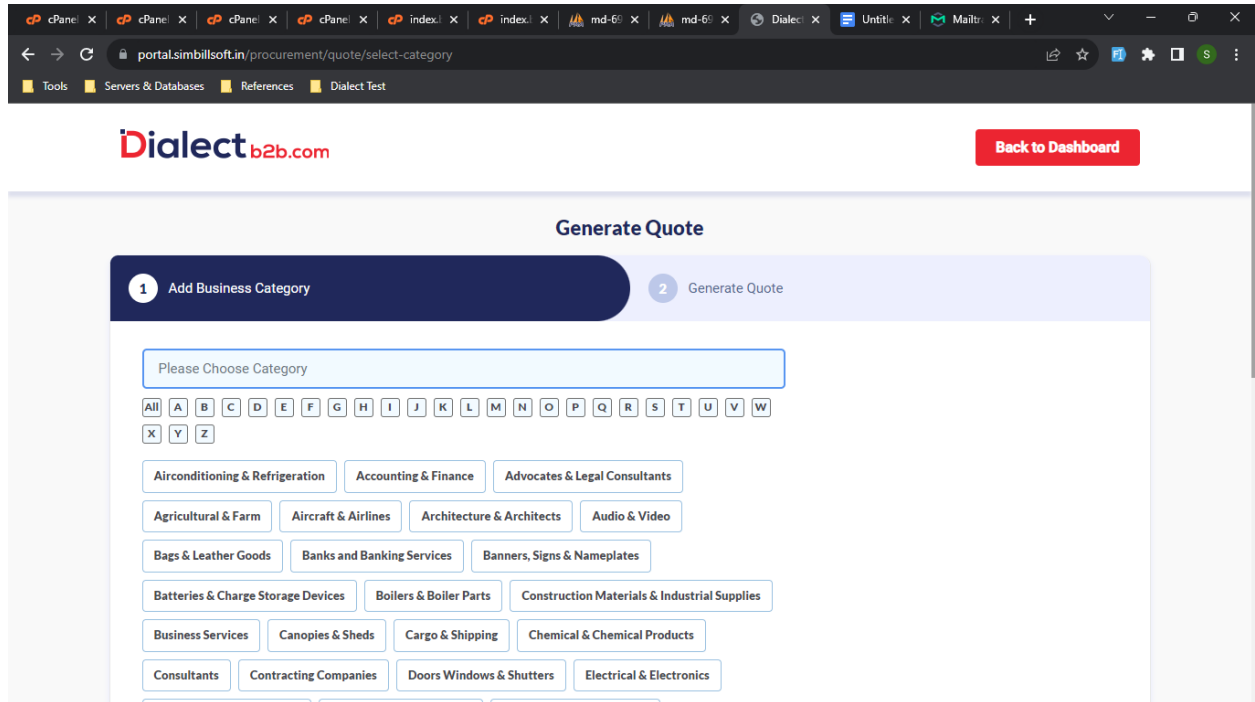 cPanel cPanel cPanel cPanel index. index. md-69 md-69 Dialect Untitle Mailtra
portal.simbillsoft.in/procurement/quote/select-category
S
Tools Servers & Databases References Dialect Test
Dialect b2b.com
Back to Dashboard
Generate Quote
1 Add Business Category 2 Generate Quote
Please Choose Category
All A B C D E F G H I J K L M N O P Q R S T U V W
X Y Z
Airconditioning & Refrigeration Accounting & Finance Advocates & Legal Consultants
Agricultural & Farm Aircraft & Airlines Architecture & Architects Audio & Video
Bags & Leather Goods Banks and Banking Services Banners, Signs & Nameplates
Batteries & Charge Storage Devices Boilers & Boiler Parts Construction Materials & Industrial Supplies
Business Services Canopies & Sheds Cargo & Shipping Chemical & Chemical Products
Consultants Contracting Companies Doors Windows & Shutters Electrical & Electronics